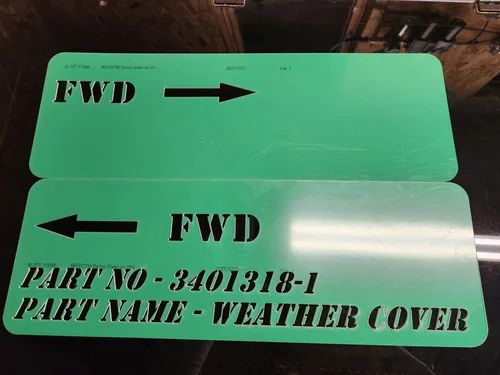 FWD
FWD
PART NO - 3401318-1
PART NAME - WEATHER COVER